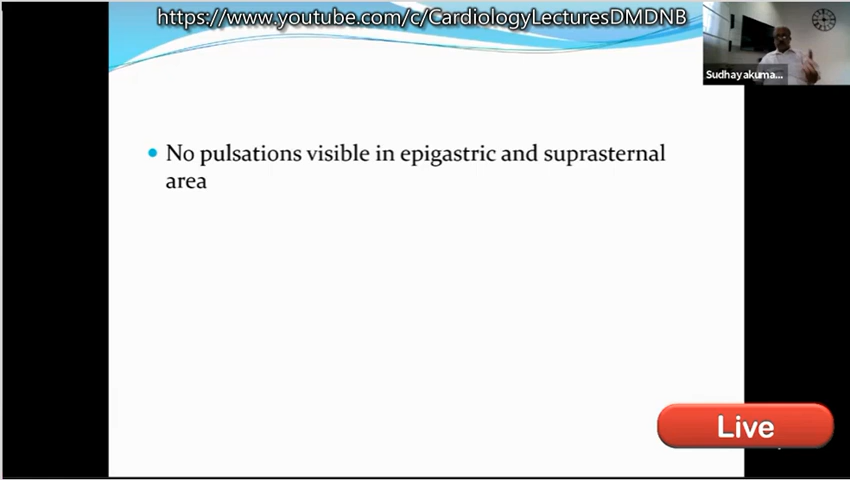 https://www.youtube.com/c/CardiologyLecturesDMDNB
Sudhayakuma...
• No pulsations visible in epigastric and suprasternal
area
Live